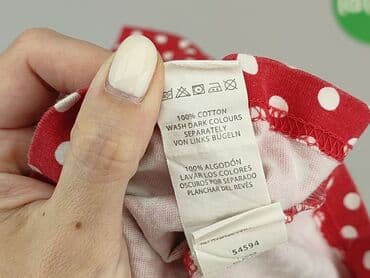 100% COTTON
WASH DARK COLOURS
SEPARATELY
VON LINKS BÜGELN
100% ALGODÓN
LAVAR LOS COLORES
OSCUROS POR SEPARADO
PLANCHAR DEL REVÉS
54594